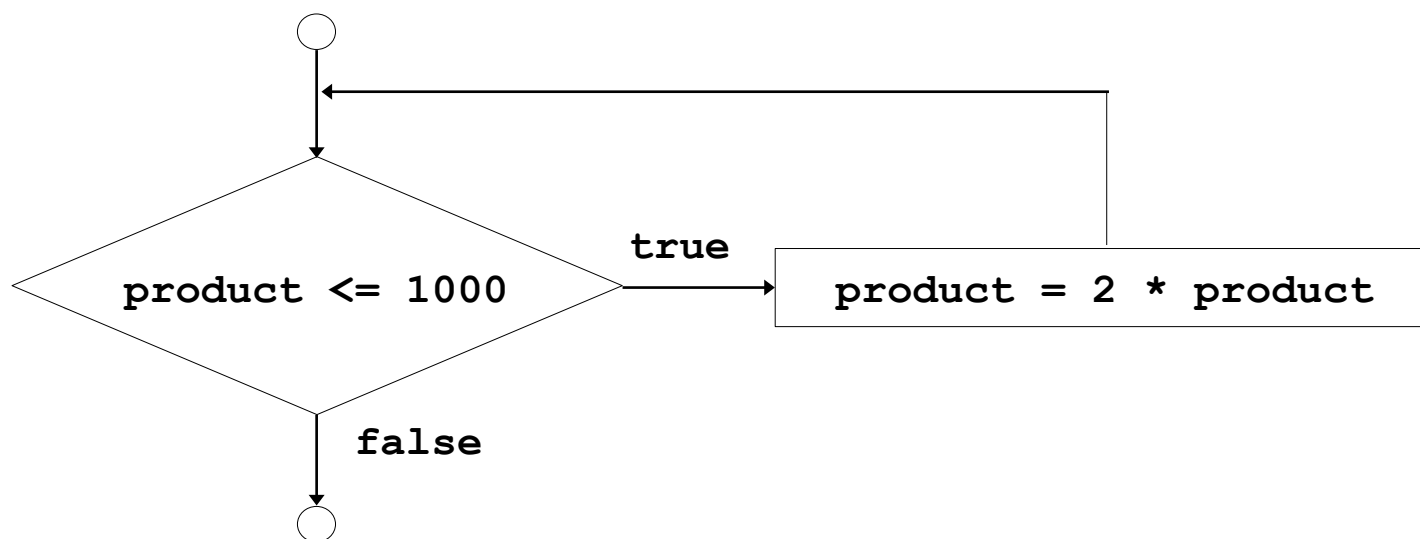 true
product <= 1000
product = 2 * product
false